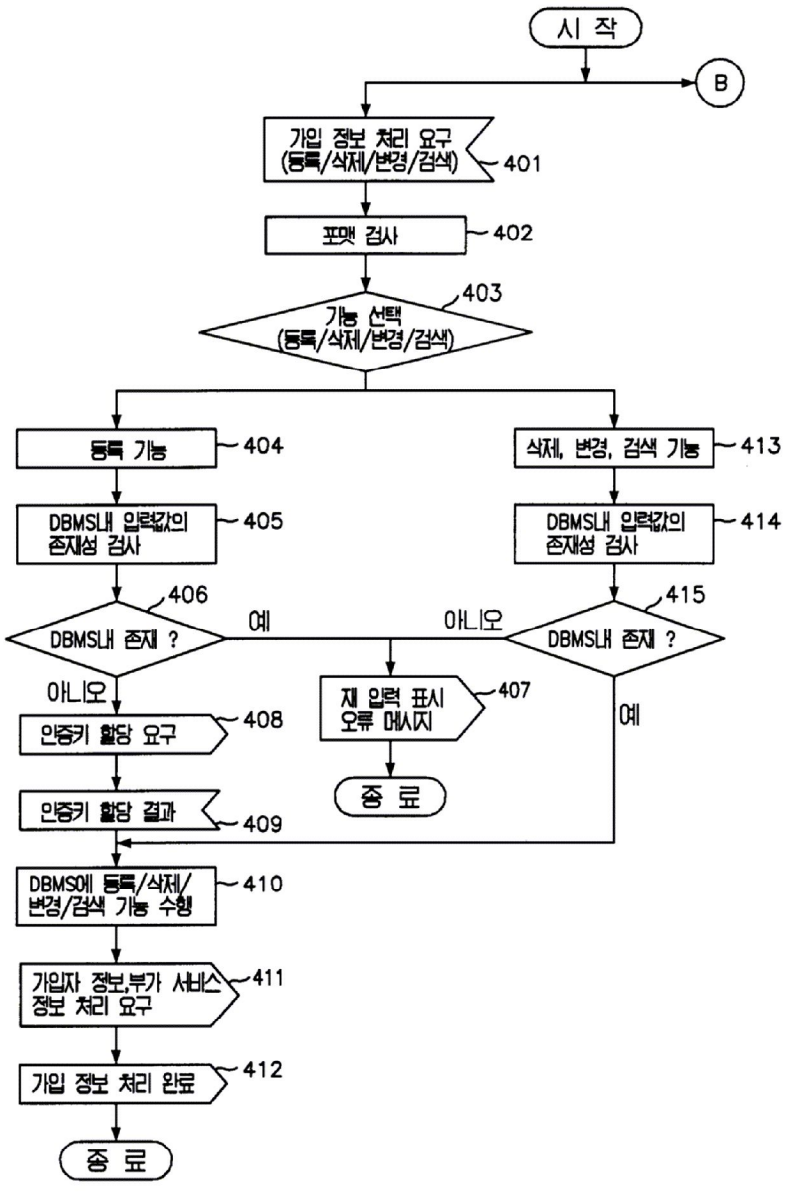 시 작
B
가입 정보 처리 요구
(등록/삭제/변경/검색)
401
포맷 검사
402
403
기능 선택
(등록/삭제/변경/검색)
등록 기능
404
삭제, 변경, 검색 기능
413
DBMS내 입력값의
존재성 검사
405
DBMS내 입력값의
존재성 검사
414
406
DBMS내 존재 ?
예
아니오
415
DBMS내 존재 ?
아니오
예
재 입력 표시
오류 메시지
407
종 료
인증키 할당 요구
408
인증키 할당 결과
409
DBMS에 등록/삭제/
변경/검색 기능 수행
410
가입자 정보,부가 서비스
정보 처리 요구
411
가입 정보 처리 완료
412
종 료